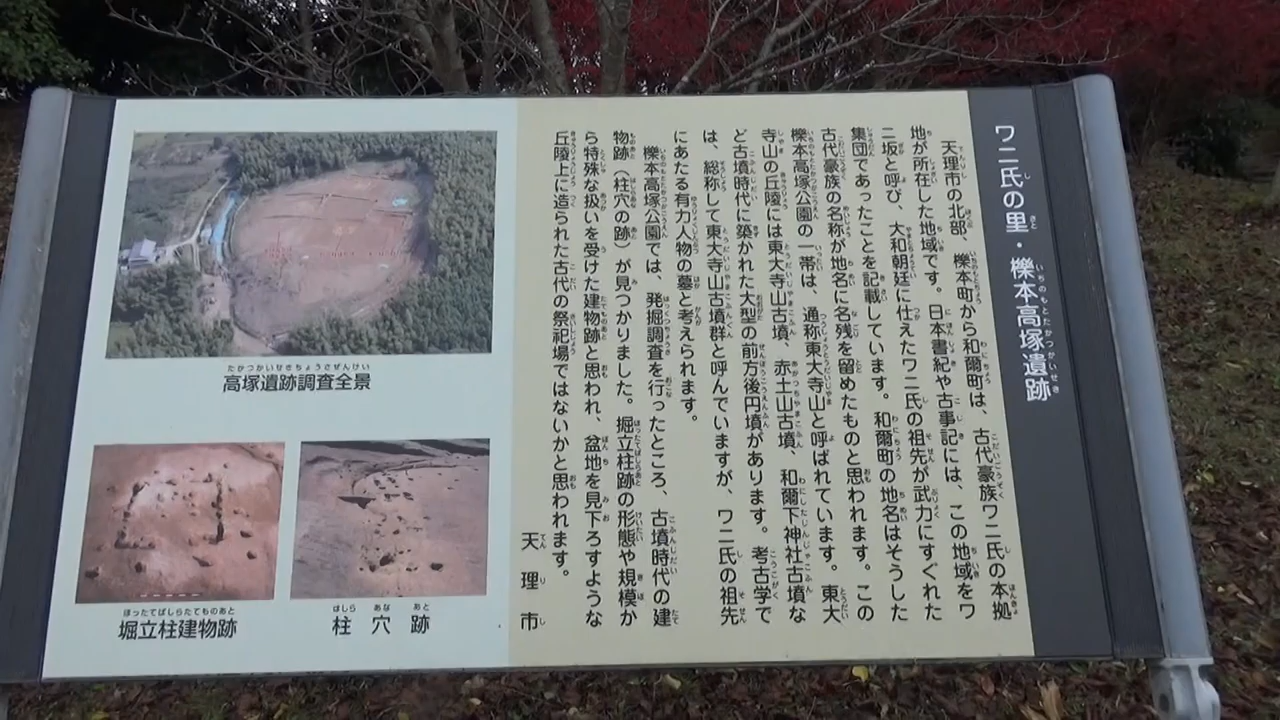 ワニ氏の里・櫟本高塚遺跡
天理市の北部、櫟本町から和爾町は、古代豪族ワニ氏の本拠
地が所在した地域です。日本書紀や古事記には、この地域をワ
ニ坂と呼び、大和朝廷に仕えたワニ氏の祖先が武力にすぐれた
集団であったことを記載しています。和爾町の地名はそうした
古代豪族の名称が地名に名残を留めたものと思われます。この
櫟本高塚公園の一帯は、通称東大寺山と呼ばれています。東大
寺山の丘陵には東大寺山古墳、赤土山古墳、和爾下神社古墳な
ど古墳時代に築かれた大型の前方後円墳があります。考古学で
は、総称して東大寺山古墳群と呼んでいますが、ワニ氏の祖先
にあたる有力人物の墓と考えられます。
櫟本高塚公園では、発掘調査を行ったところ、古墳時代の建
物跡（柱穴の跡）が見つかりました。堀立柱跡の形態や規模か
ら特殊な扱いを受けた建物跡と思われ、盆地を見下ろすような
丘陵上に造られた古代の祭祀場ではないかと思われます。
天理市
高塚遺跡調査全景
堀立柱建物跡
柱穴跡